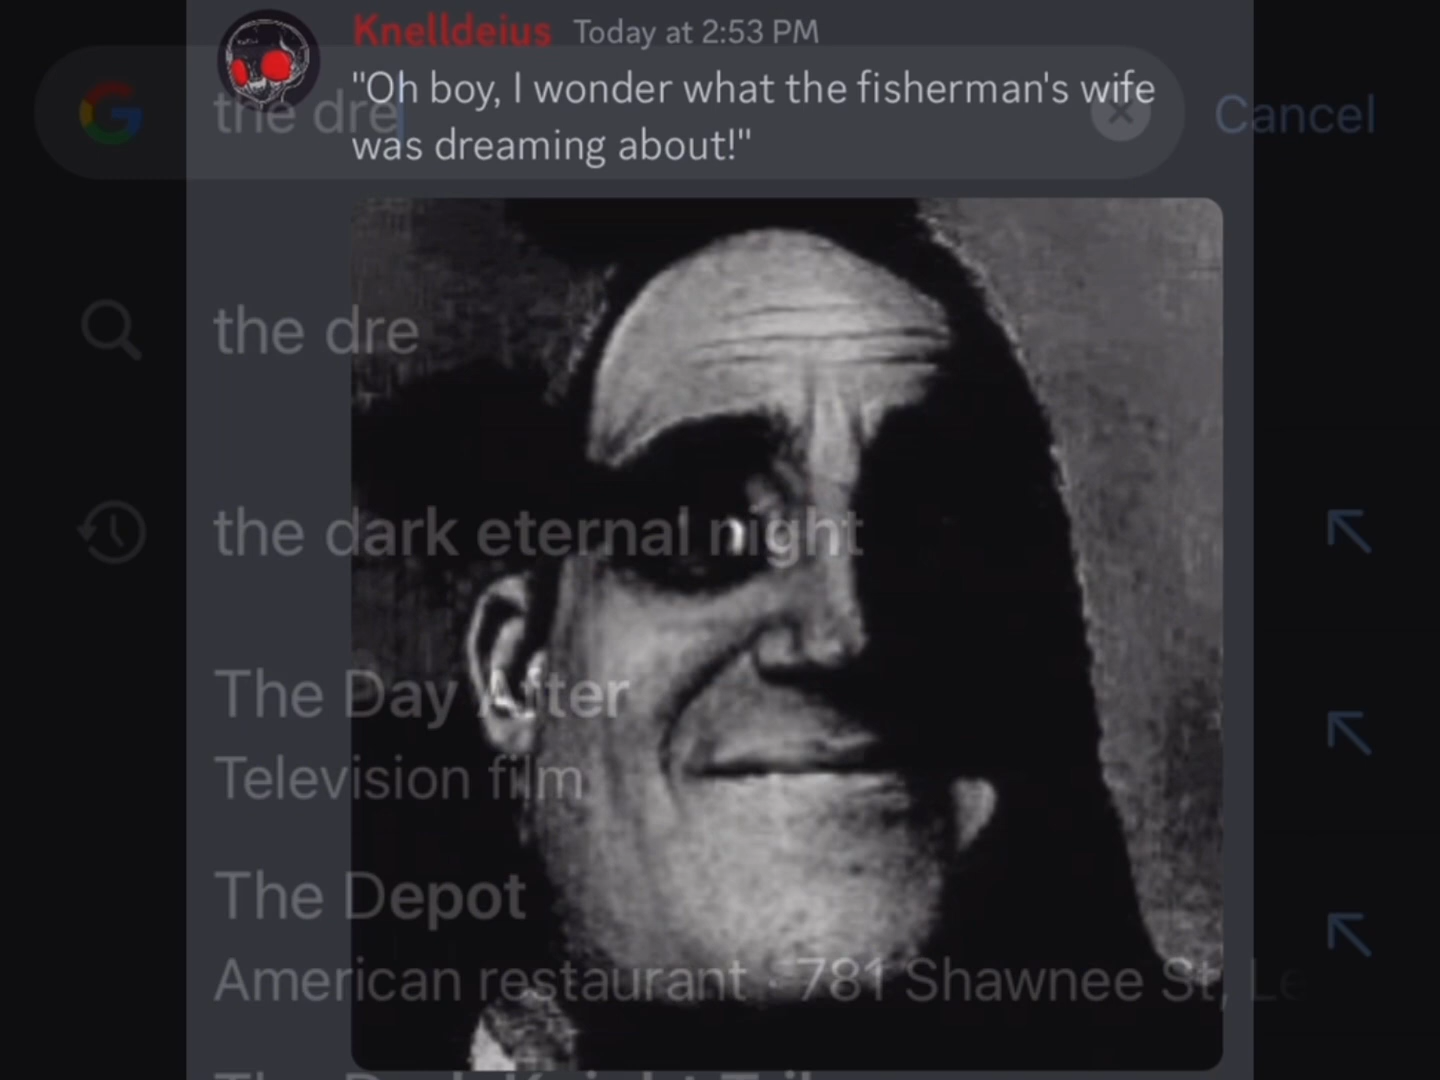 Knelldeius Today at 2:53 PM
"Oh boy, I wonder what the fisherman's wife
was dreaming about!"
the dre
Cancel
the dre
the dark eternal night
The Day After
Television film
The Depot
American restaurant · 781 Shawnee St, Le